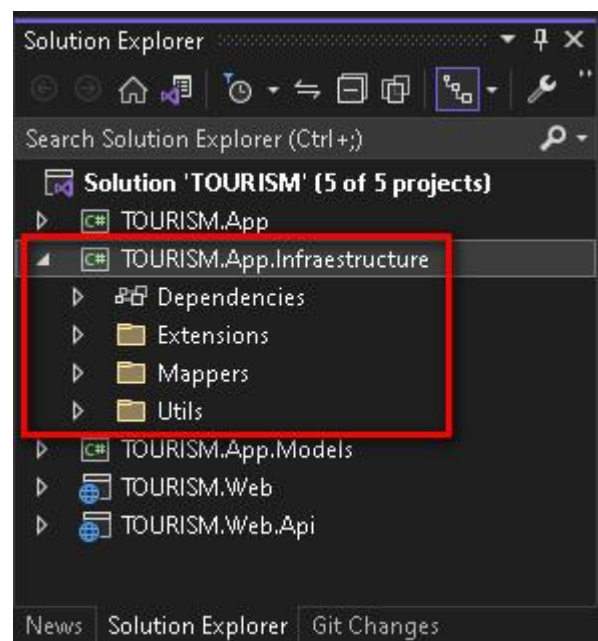 Solution Explorer
Search Solution Explorer (Ctrl+;)
Solution 'TOURISM' (5 of 5 projects)
C# TOURISM.App
C# TOURISM.App.Infraestructure
Dependencies
Extensions
Mappers
Utils
C# TOURISM.App.Models
TOURISM.Web
TOURISM.Web.Api
News Solution Explorer Git Changes